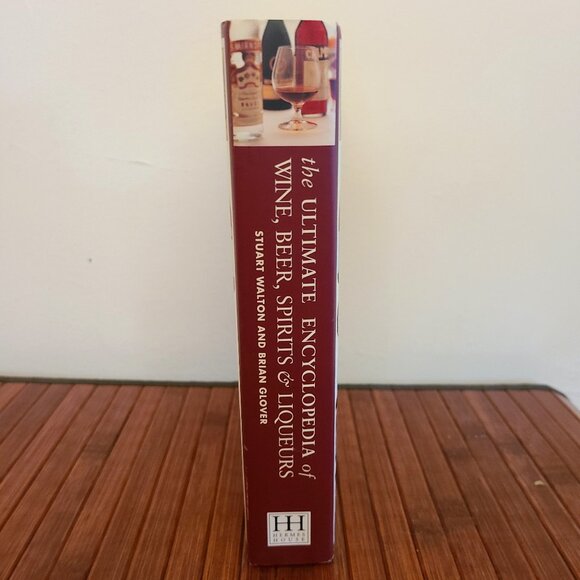 the ULTIMATE ENCYCLOPEDIA of
WINE, BEER, SPIRITS & LIQUEURS
STUART WALTON AND BRIAN GLOVER
HH
HERMES
HOUSE